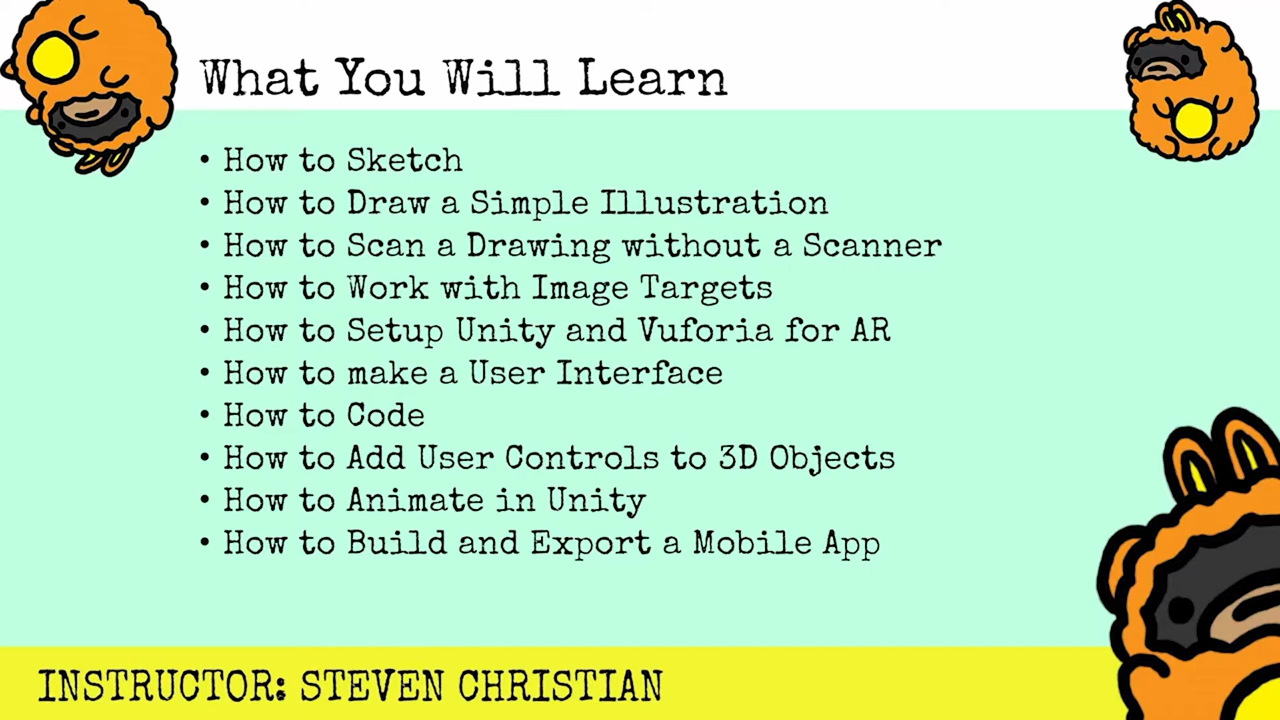 What You Will Learn
• How to Sketch
• How to Draw a Simple Illustration
• How to Scan a Drawing without a Scanner
• How to Work with Image Targets
• How to Setup Unity and Vuforia for AR
• How to make a User Interface
• How to Code
• How to Add User Controls to 3D Objects
• How to Animate in Unity
• How to Build and Export a Mobile App
INSTRUCTOR: STEVEN CHRISTIAN